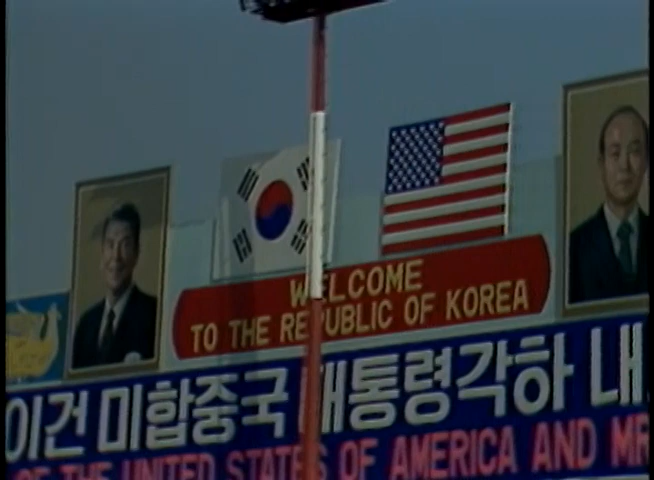 WELCOME
TO THE REPUBLIC OF KOREA
이건 미합중국 대통령각하 내
OF THE UNITED STATES OF AMERICA AND MR